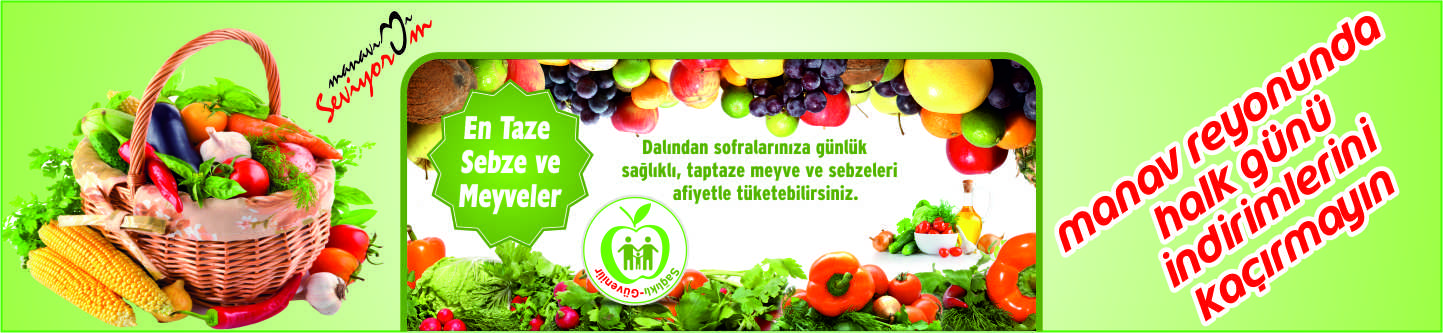 manavımı
Seviyorum
En Taze
Sebze ve
Meyveler
Dalından sofralarınıza günlük
sağlıklı, taptaze meyve ve sebzeleri
afiyetle tüketebilirsiniz.
Sağlıklı-Güvenilir
manav reyonunda
halk günü
indirimlerini
kaçırmayın